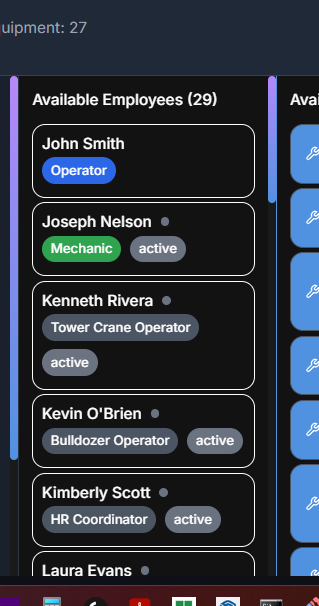 uipment: 27
Available Employees (29)
Avai
John Smith
Operator
Joseph Nelson
Mechanic active
Kenneth Rivera
Tower Crane Operator
active
Kevin O'Brien
Bulldozer Operator active
Kimberly Scott
HR Coordinator active
Laura Evans